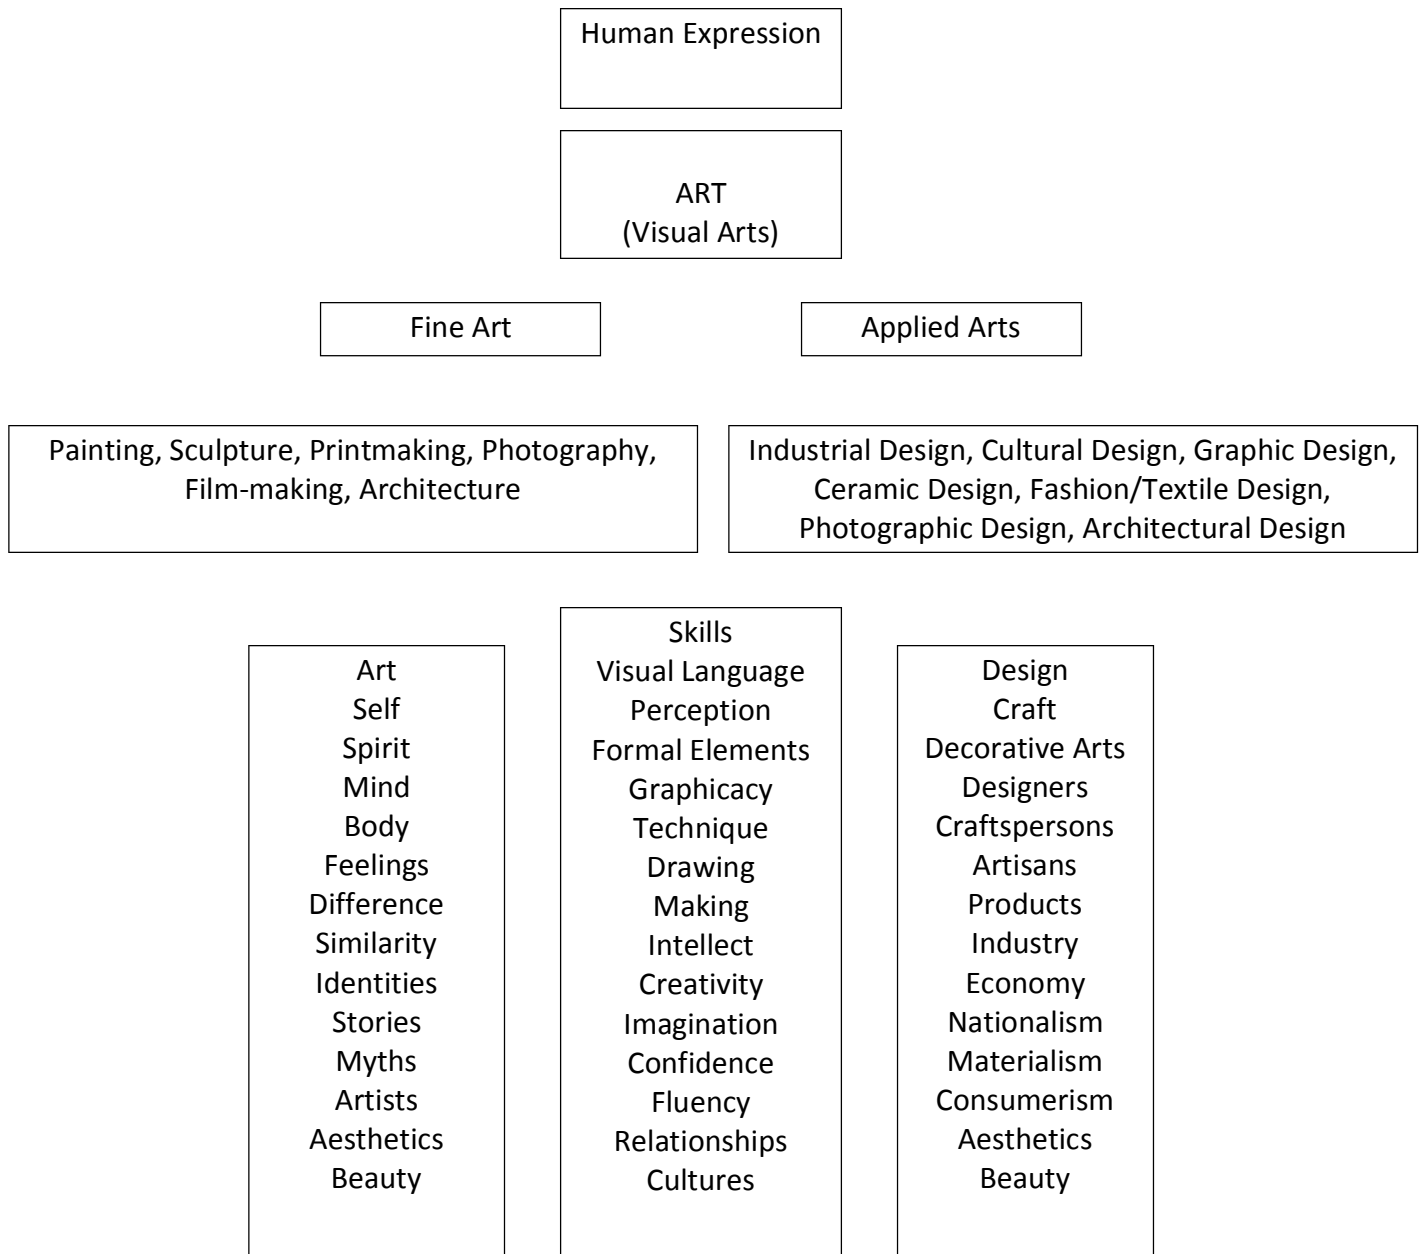 Human Expression
ART
(Visual Arts)
Fine Art
Applied Arts
Painting, Sculpture, Printmaking, Photography,
Film-making, Architecture
Industrial Design, Cultural Design, Graphic Design,
Ceramic Design, Fashion/Textile Design,
Photographic Design, Architectural Design
Art
Self
Spirit
Mind
Body
Feelings
Difference
Similarity
Identities
Stories
Myths
Artists
Aesthetics
Beauty
Skills
Visual Language
Perception
Formal Elements
Graphicacy
Technique
Drawing
Making
Intellect
Creativity
Imagination
Confidence
Fluency
Relationships
Cultures
Design
Craft
Decorative Arts
Designers
Craftspersons
Artisans
Products
Industry
Economy
Nationalism
Materialism
Consumerism
Aesthetics
Beauty